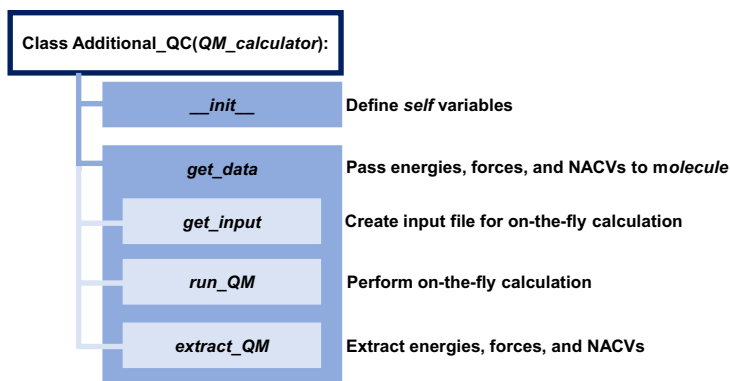 Class Additional_QC(QM_calculator):
__init__ Define self variables
get_data Pass energies, forces, and NACVs to molecule
get_input Create input file for on-the-fly calculation
run_QM Perform on-the-fly calculation
extract_QM Extract energies, forces, and NACVs